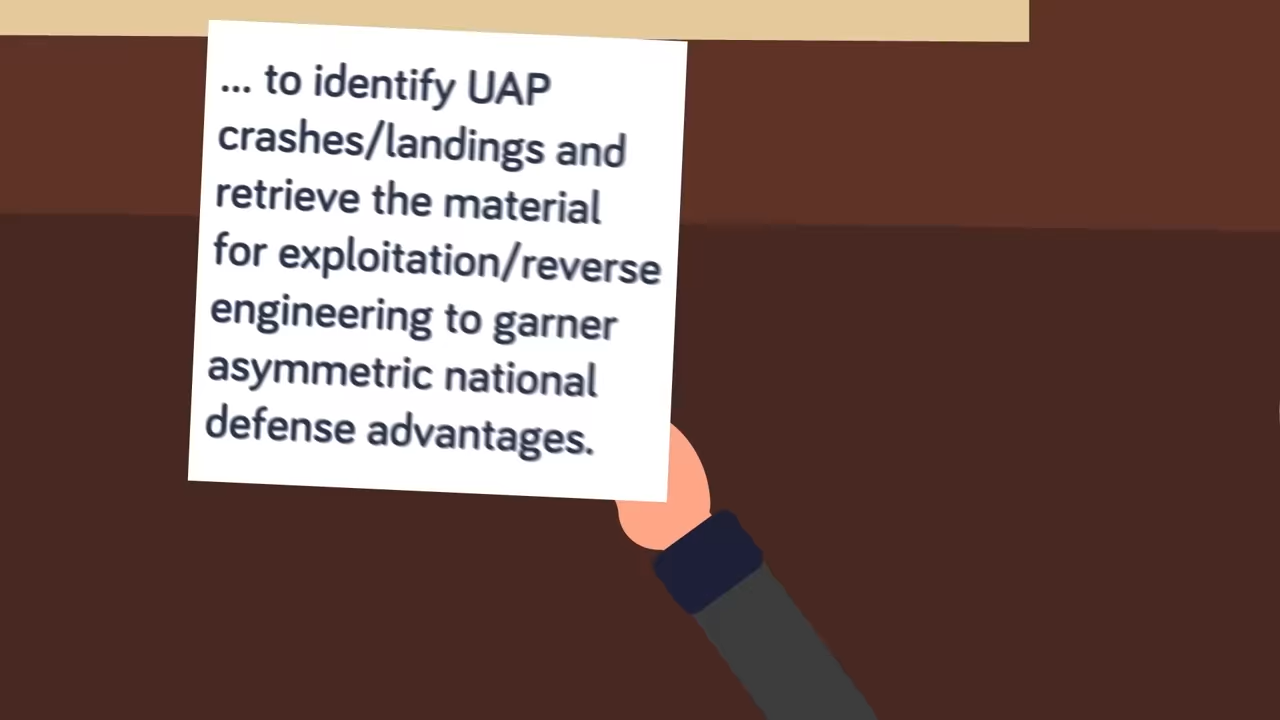 ... to identify UAP
crashes/landings and
retrieve the material
for exploitation/reverse
engineering to garner
asymmetric national
defense advantages.